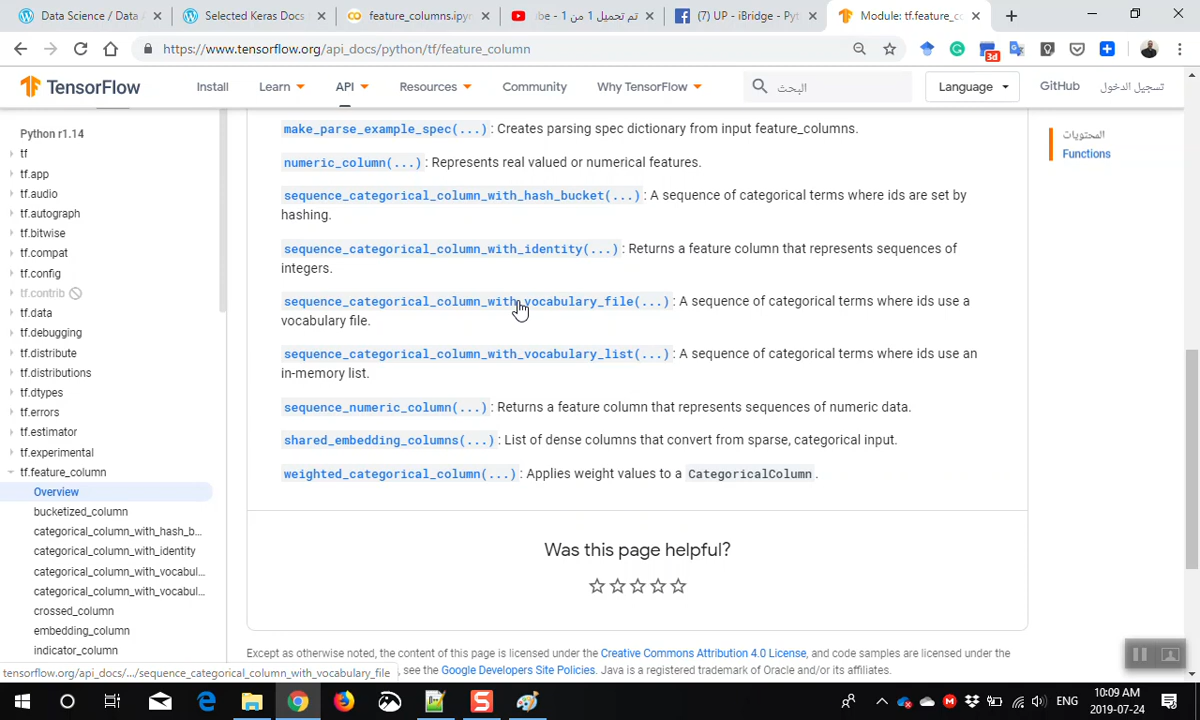 Data Science / Data A
Selected Keras Docs
feature_columns.ipyn
تم تحميل 1 من 1 - ube
(7) UP - iBridge - Pyt
Module: tf.feature_c
https://www.tensorflow.org/api_docs/python/tf/feature_column
3d
TensorFlow
Install
Learn
API
Resources
Community
Why TensorFlow
البحث
Language
GitHub
تسجيل الدخول
Python r1.14
tf
tf.app
tf.audio
tf.autograph
tf.bitwise
tf.compat
tf.config
tf.contrib
tf.data
tf.debugging
tf.distribute
tf.distributions
tf.dtypes
tf.errors
tf.estimator
tf.experimental
tf.feature_column
Overview
bucketized_column
categorical_column_with_hash_b...
categorical_column_with_identity
categorical_column_with_vocabul...
categorical_column_with_vocabul...
crossed_column
embedding_column
indicator_column
make_parse_example_spec(...): Creates parsing spec dictionary from input feature_columns.
numeric_column(...): Represents real valued or numerical features.
sequence_categorical_column_with_hash_bucket(...): A sequence of categorical terms where ids are set by
hashing.
sequence_categorical_column_with_identity(...): Returns a feature column that represents sequences of
integers.
sequence_categorical_column_with_vocabulary_file(...): A sequence of categorical terms where ids use a
vocabulary file.
sequence_categorical_column_with_vocabulary_list(...): A sequence of categorical terms where ids use an
in-memory list.
sequence_numeric_column(...): Returns a feature column that represents sequences of numeric data.
shared_embedding_columns(...): List of dense columns that convert from sparse, categorical input.
weighted_categorical_column(...): Applies weight values to a CategoricalColumn.
المحتويات
Functions
Was this page helpful?
Except as otherwise noted, the content of this page is licensed under the Creative Commons Attribution 4.0 License, and code samples are licensed under the
, see the Google Developers Site Policies. Java is a registered trademark of Oracle and/or its affiliates.
tensorflow.org/api_docs/.../sequence_categorical_column_with_vocabulary_file
ENG
10:09 AM
2019-07-24